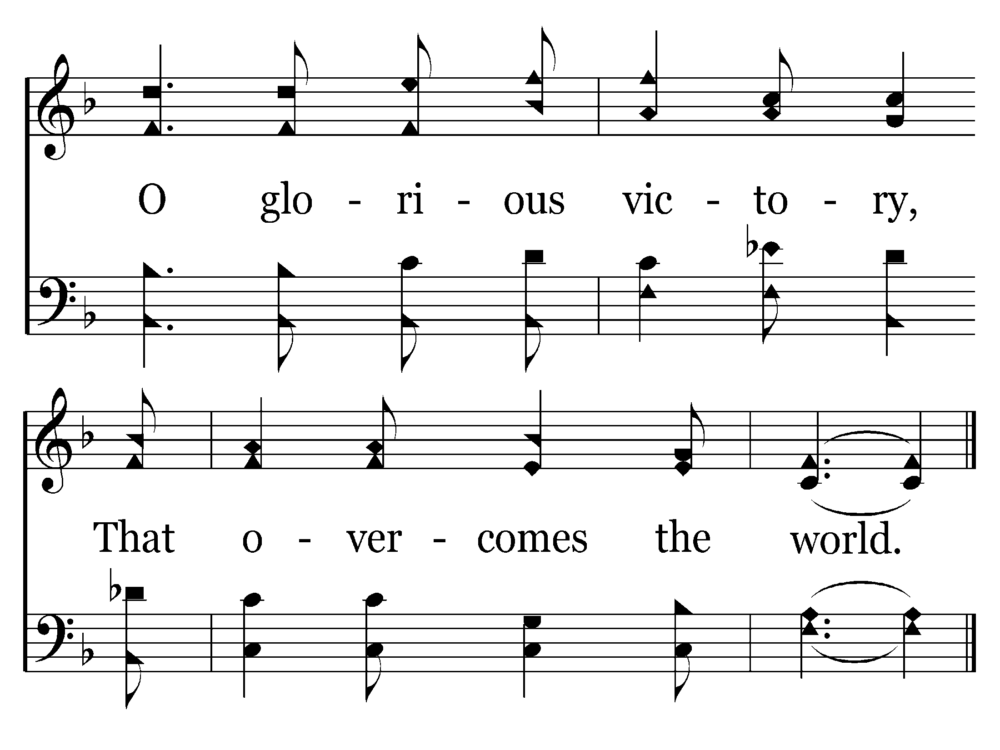 O glo - ri - ous vic - to - ry,
That o - ver - comes the world.